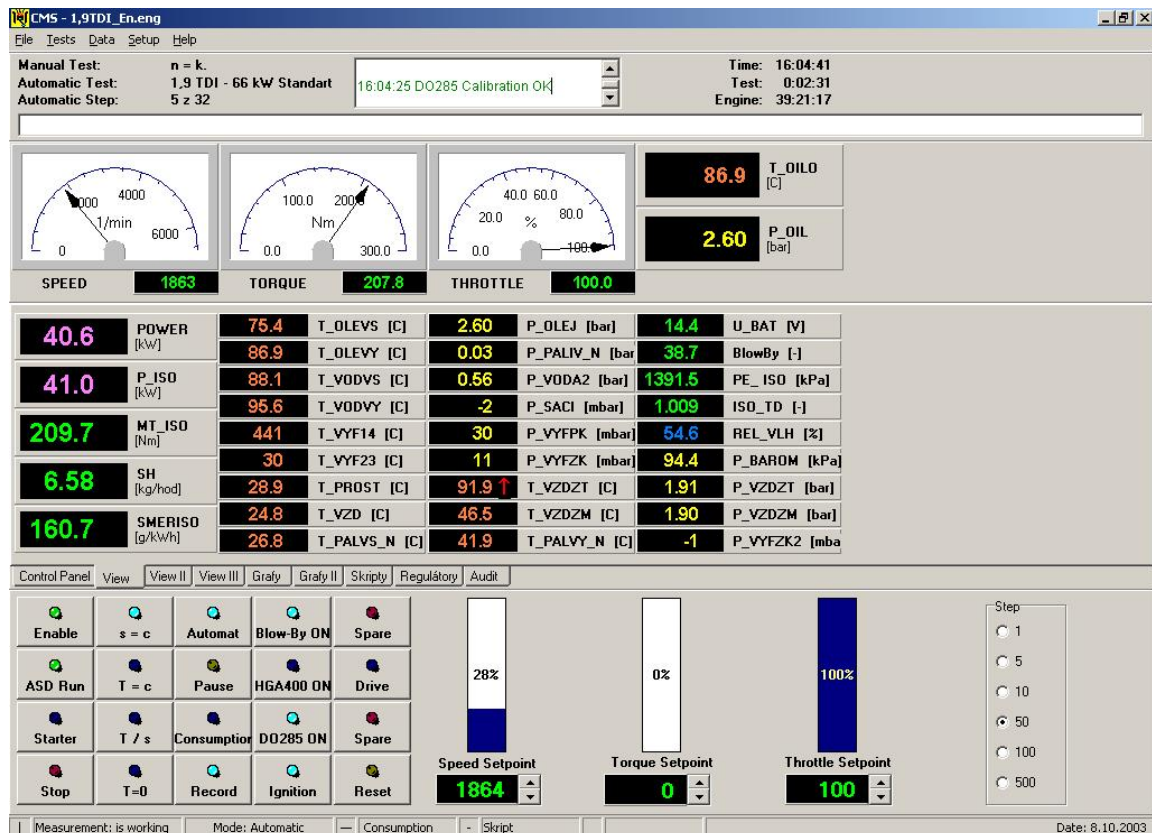 CMS - 1,9TDI_En.eng
File Tests Data Setup Help
Manual Test: n = k.
Automatic Test: 1,9 TDI - 66 kW Standart
Automatic Step: 5 z 32
16:04:25 DO285 Calibration OK
Time: 16:04:41
Test: 0:02:31
Engine: 39:21:17
0 4000 6000
1/min
SPEED 1863
0.0 100.0 200.0 300.0
Nm
TORQUE 207.8
0.0 20.0 40.0 60.0 80.0 100.0
%
THROTTLE 100.0
86.9 T_OILO [C]
2.60 P_OIL [bar]
40.6 POWER [kW]
41.0 P_ISO [kW]
209.7 MT_ISO [Nm]
6.58 SH [kg/hod]
160.7 SMERISO [g/kWh]
75.4 T_OLEVS [C]
86.9 T_OLEVY [C]
88.1 T_VODVS [C]
95.6 T_VODVY [C]
441 T_VYF14 [C]
30 T_VYF23 [C]
28.9 T_PROST [C]
24.8 T_VZD [C]
26.8 T_PALVS_N [C]
2.60 P_OLEJ [bar]
0.03 P_PALIV_N [bar
0.56 P_VODA2 [bar]
-2 P_SACI [mbar]
30 P_VYFPK [mbar]
11 P_VYFZK [mbar]
91.9 T_VZDZT [C]
46.5 T_VZDZM [C]
41.9 T_PALVY_N [C]
14.4 U_BAT [V]
38.7 BlowBy [-]
1391.5 PE_ ISO [kPa]
1.009 ISO_TD [-]
54.6 REL_VLH [%]
94.4 P_BAROM [kPa]
1.91 P_VZDZT [bar]
1.90 P_VZDZM [bar]
-1 P_VYFZK2 [mba
Control Panel View View II View III Grafy Grafy II Skripty Regulátory Audit
Enable s = c Automat Blow-By ON Spare
ASD Run T = c Pause HGA400 ON Drive
Starter T / s Consumption DO285 ON Spare
Stop T=0 Record Ignition Reset
28%
Speed Setpoint
1864
0%
Torque Setpoint
0
100%
Throttle Setpoint
100
Step
1
5
10
50
100
500
Measurement: is working Mode: Automatic — Consumption - Skript Date: 8.10.2003